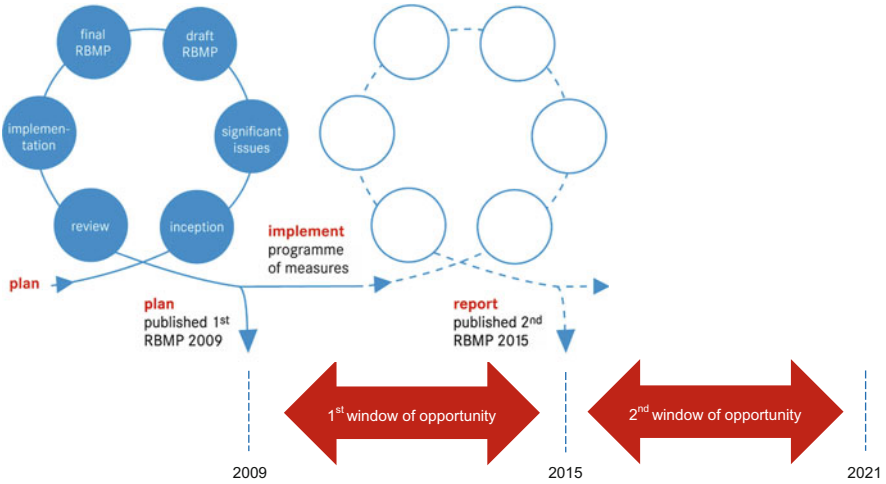 final
RBMP
draft
RBMP
implemen-
tation
significant
issues
review
inception
plan
implement
programme
of measures
plan
published 1st
RBMP 2009
report
published 2nd
RBMP 2015
1st window of opportunity
2nd window of opportunity
2009
2015
2021